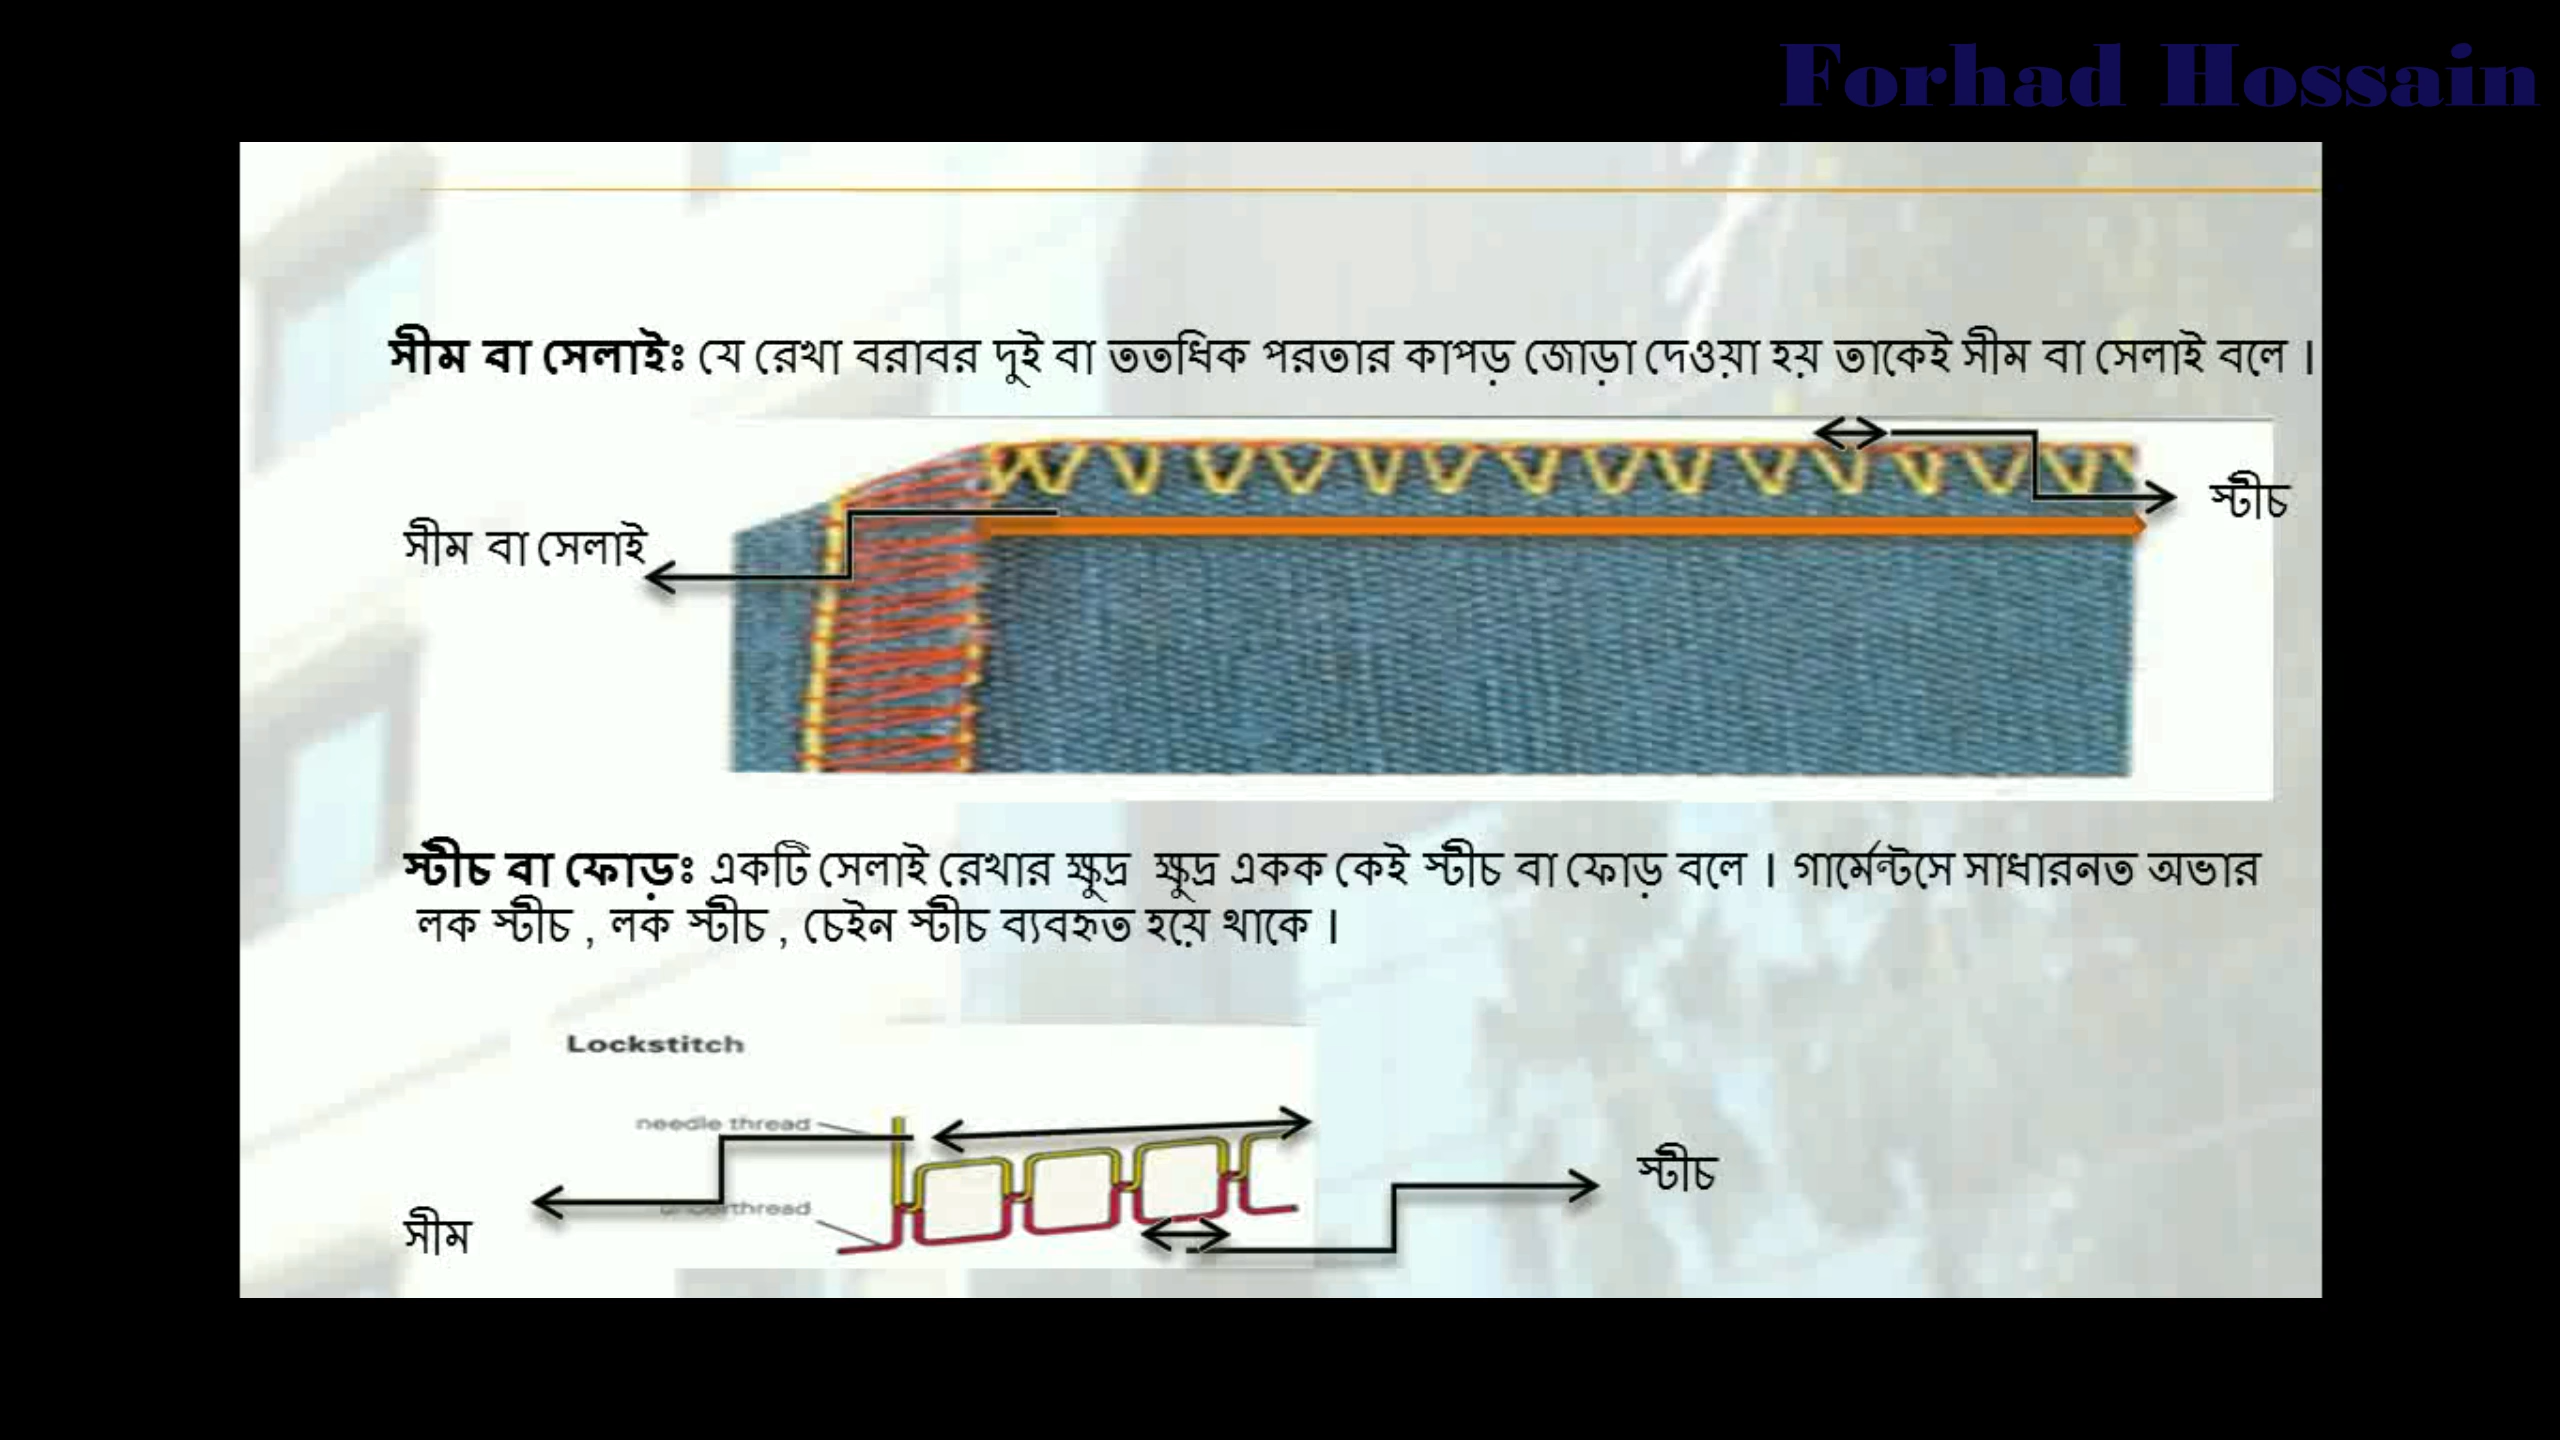 Forhad Hossain
সীম বা সেলাইঃ যে রেখা বরাবর দুই বা ততধিক পরতার কাপড় জোড়া দেওয়া হয় তাকেই সীম বা সেলাই বলে ।
স্টীচ
সীম বা সেলাই
স্টীচ বা ফোড়ঃ একটি সেলাই রেখার ক্ষুদ্র ক্ষুদ্র একক কেই স্টীচ বা ফোড় বলে । গার্মেন্টসে সাধারনত অভার
লক স্টীচ , লক স্টীচ , চেইন স্টীচ ব্যবহৃত হয়ে থাকে ।
Lockstitch
needle thread
স্টীচ
সীম